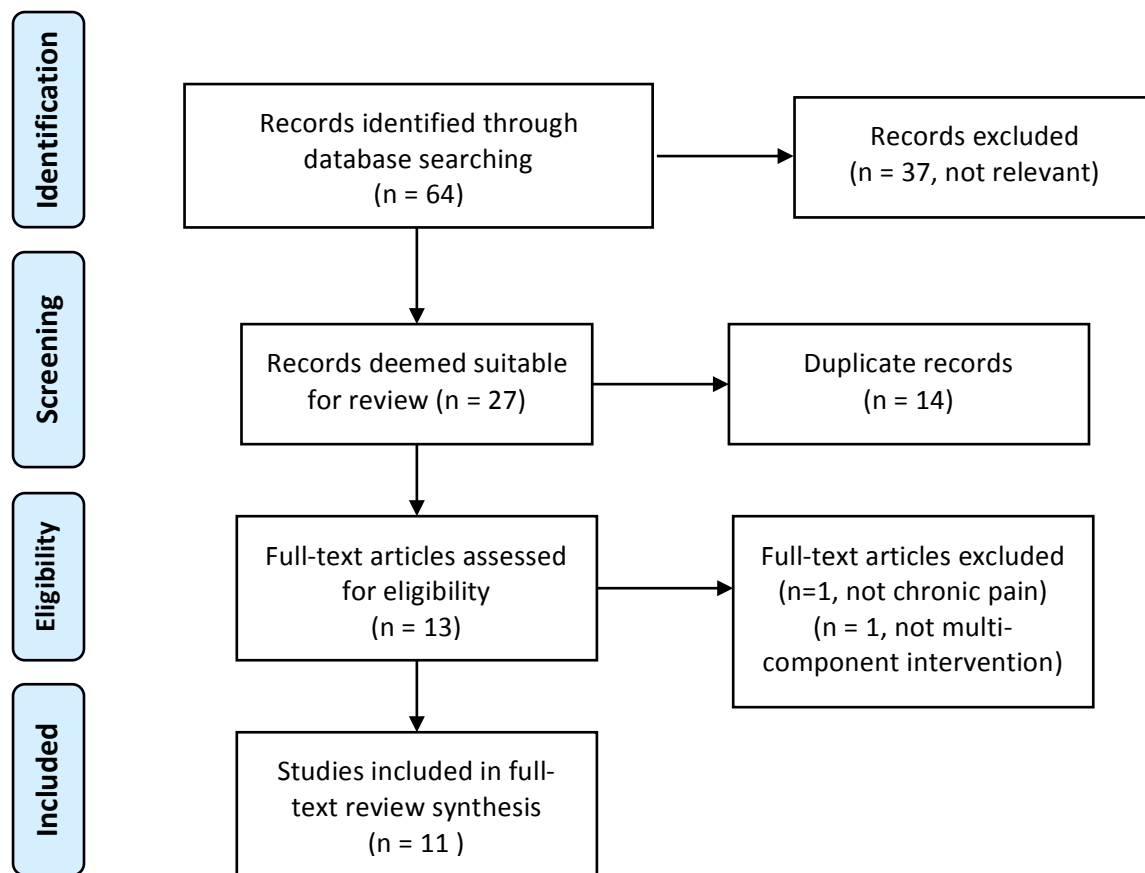 Identification
Records identified through
database searching
(n = 64)
Records excluded
(n = 37, not relevant)
Screening
Records deemed suitable
for review (n = 27)
Duplicate records
(n = 14)
Eligibility
Full-text articles assessed
for eligibility
(n = 13)
Full-text articles excluded
(n=1, not chronic pain)
(n = 1, not multi-
component intervention)
Included
Studies included in full-
text review synthesis
(n = 11 )